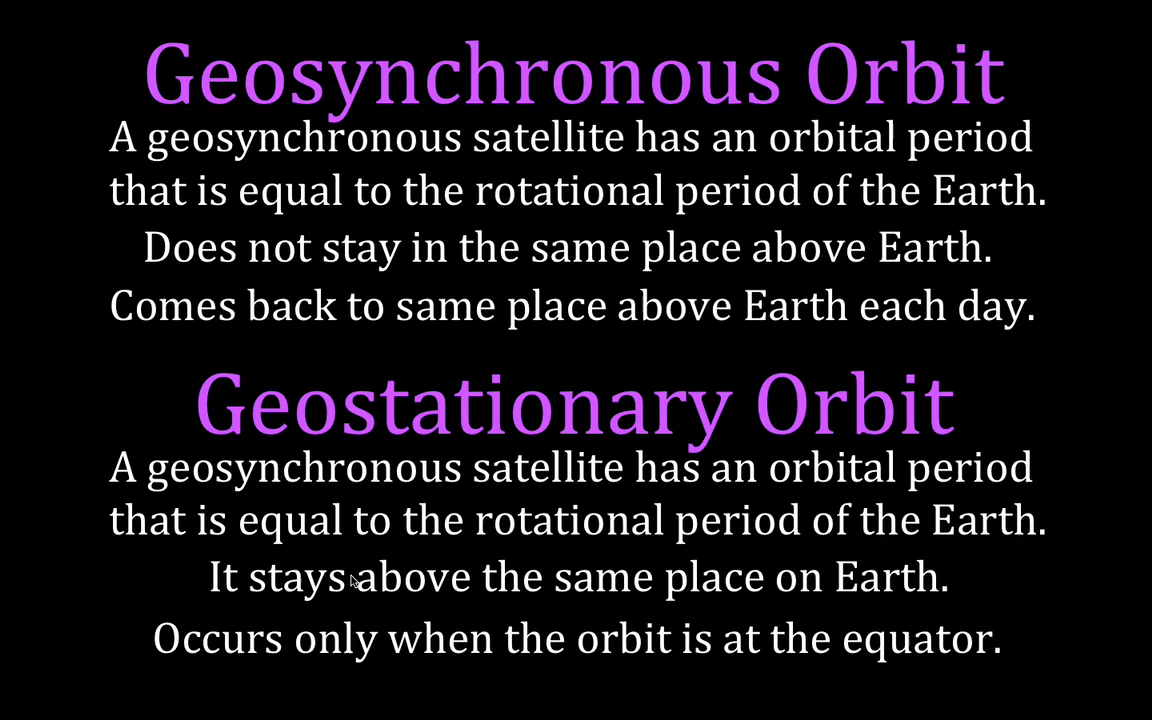 Geosynchronous Orbit
A geosynchronous satellite has an orbital period
that is equal to the rotational period of the Earth.
Does not stay in the same place above Earth.
Comes back to same place above Earth each day.
Geostationary Orbit
A geosynchronous satellite has an orbital period
that is equal to the rotational period of the Earth.
It stays above the same place on Earth.
Occurs only when the orbit is at the equator.